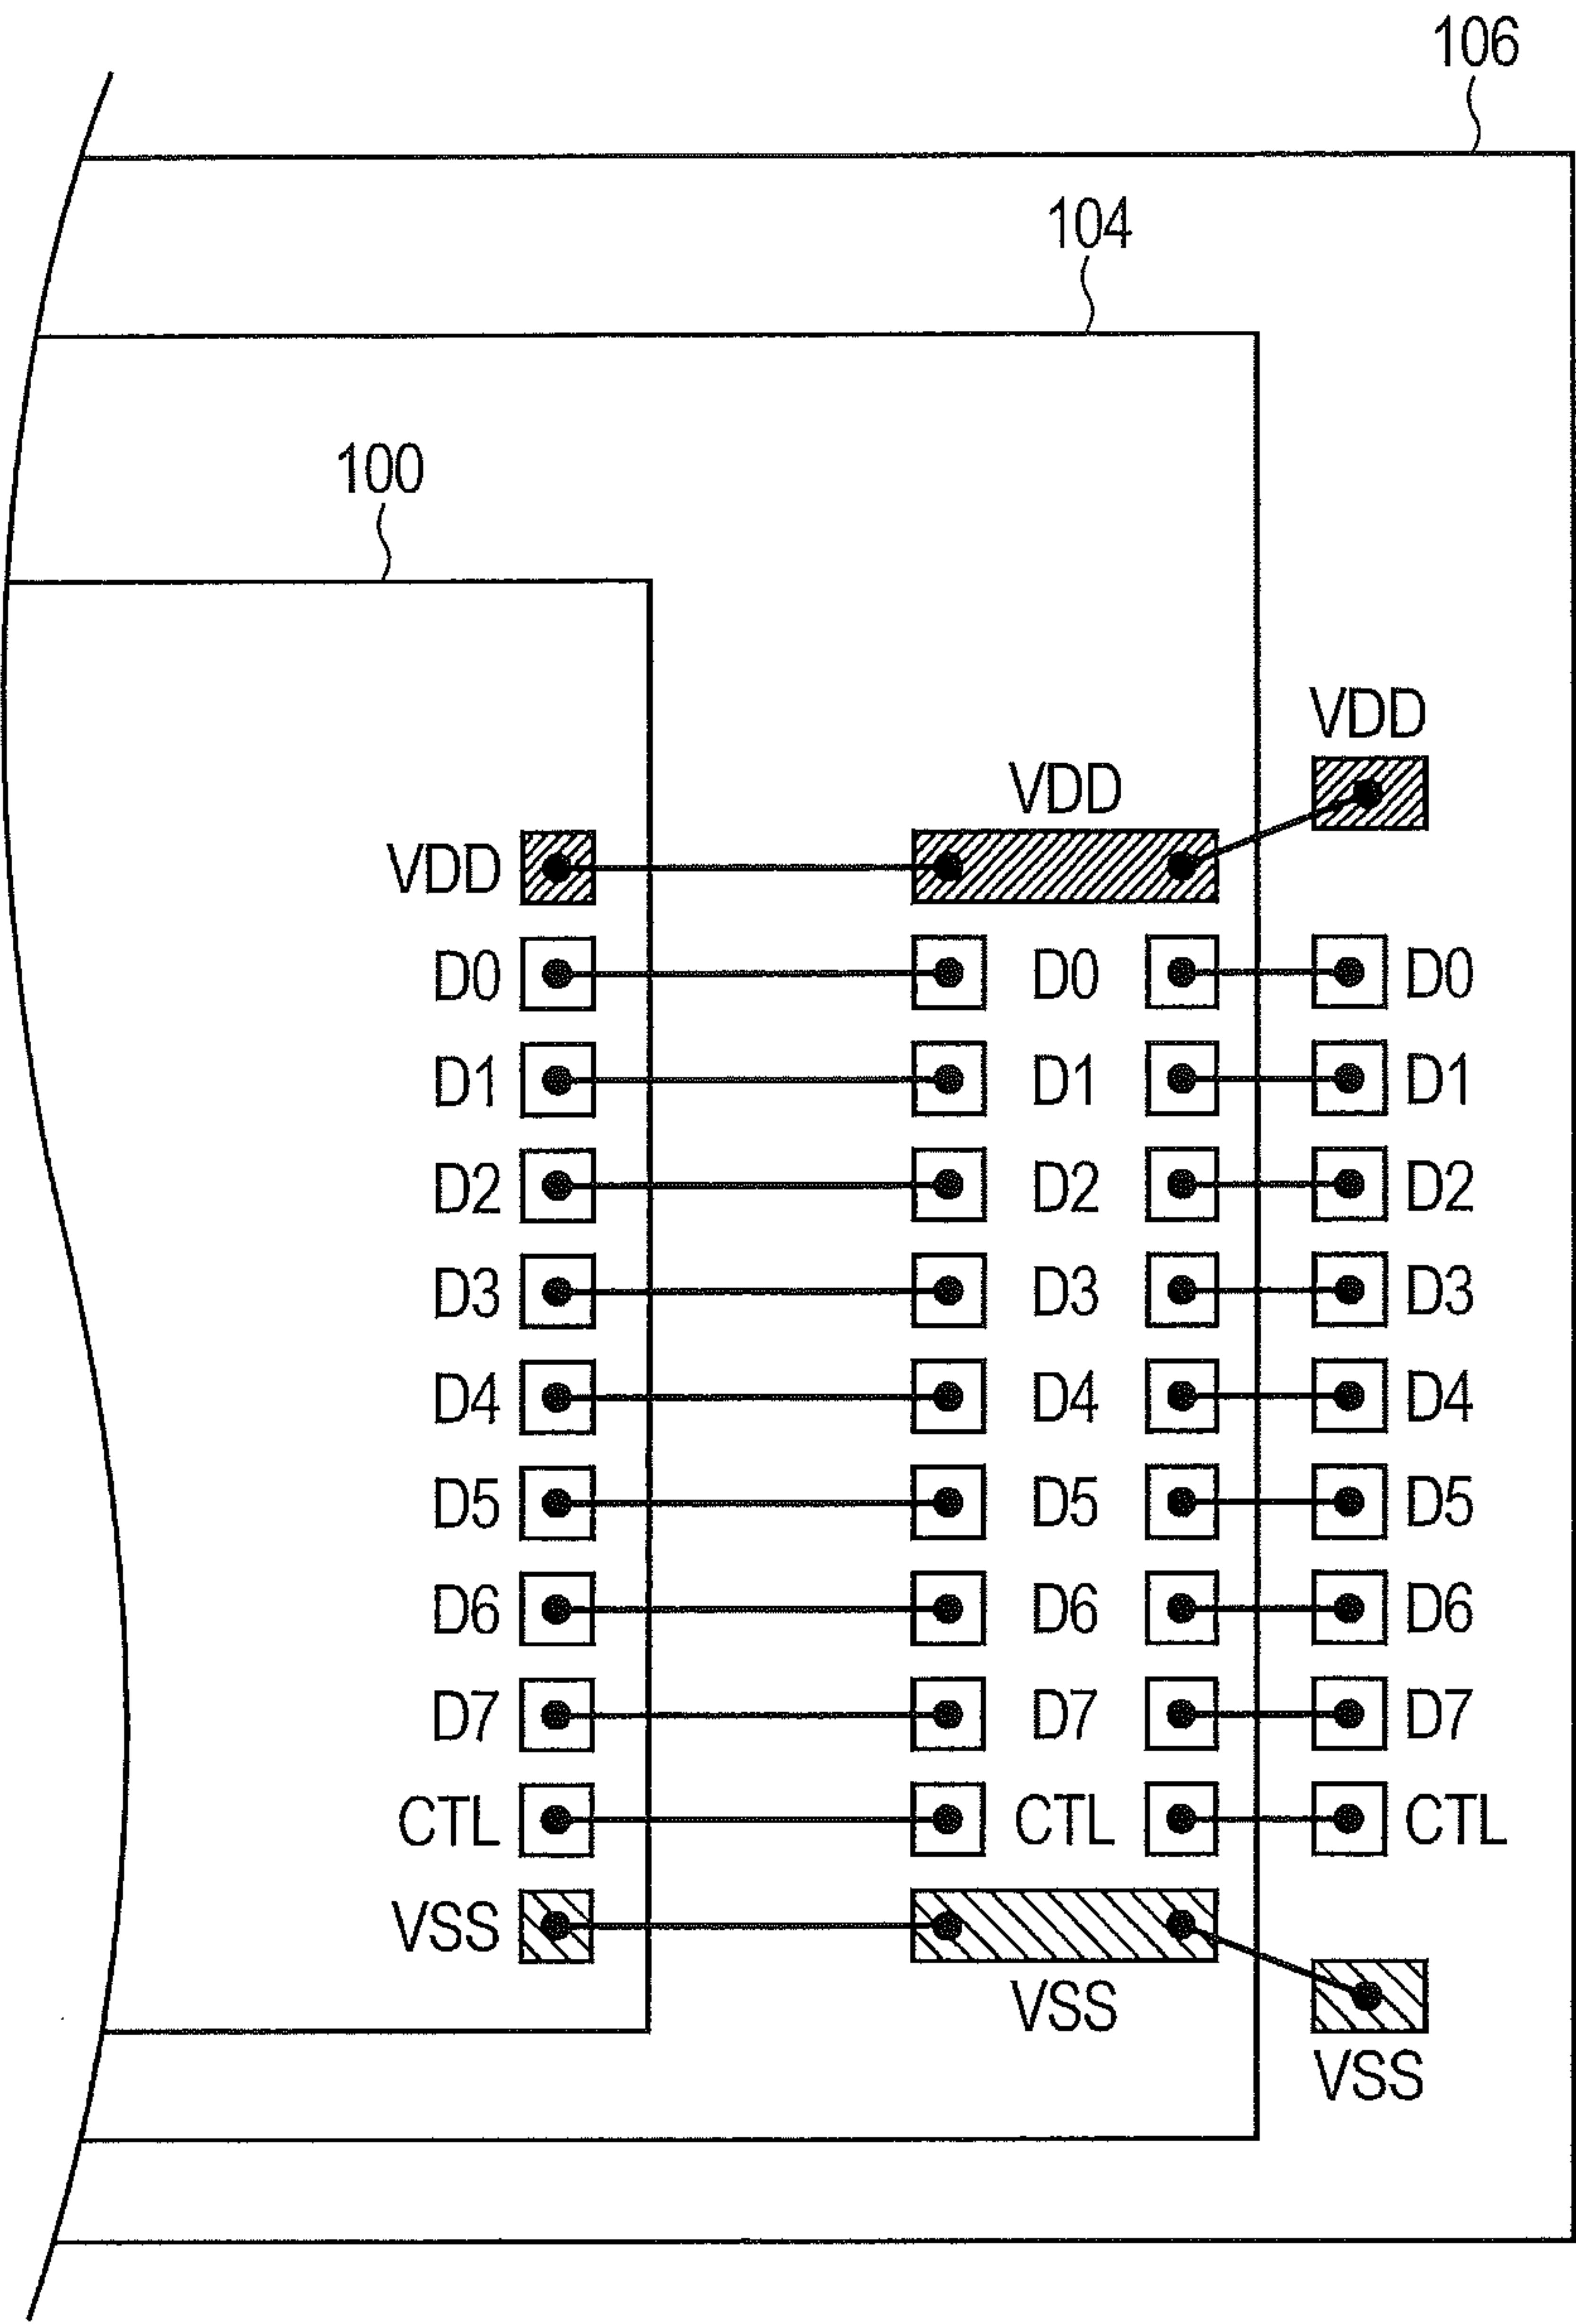 106
104
100
VDD
VDD
VDD
D0 D0 D0
D1 D1 D1
D2 D2 D2
D3 D3 D3
D4 D4 D4
D5 D5 D5
D6 D6 D6
D7 D7 D7
CTL CTL CTL
VSS
VSS
VSS